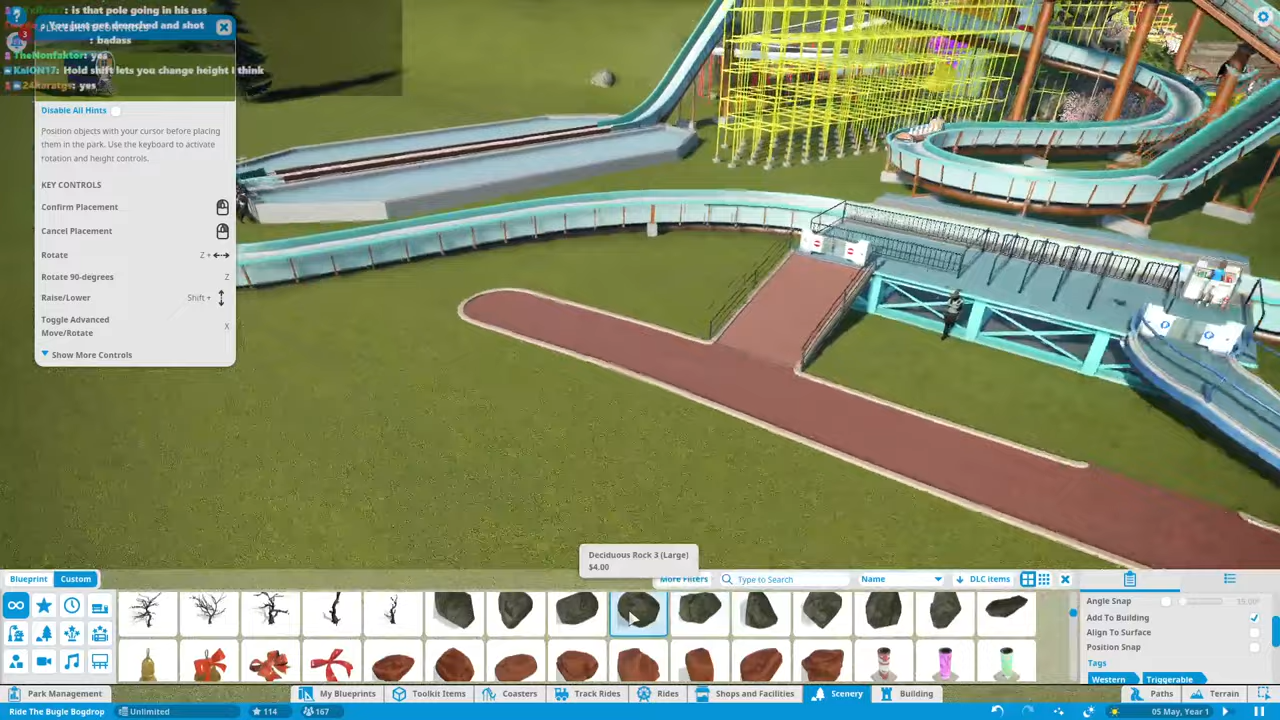 : is that pole going in his ass
You just get drenched and shot
: badass
TheNonfaktor: yes
KalON17: Hold shift lets you change height I think
24karatgs: yes
3
Disable All Hints
Position objects with your cursor before placing
them in the park. Use the keyboard to activate
rotation and height controls.
KEY CONTROLS
Confirm Placement
Cancel Placement
Rotate Z +
Rotate 90-degrees Z
Raise/Lower Shift +
Toggle Advanced
Move/Rotate X
Show More Controls
Deciduous Rock 3 (Large)
$4.00
Blueprint Custom More Filters Type to Search Name DLC items
Angle Snap 15.00°
Add To Building
Align To Surface
Position Snap
Tags
Western Triggerable
Park Management My Blueprints Toolkit Items Coasters Track Rides Rides Shops and Facilities Scenery Building Paths Terrain
Ride The Bugle Bogdrop Unlimited 114 167 05 May, Year 1